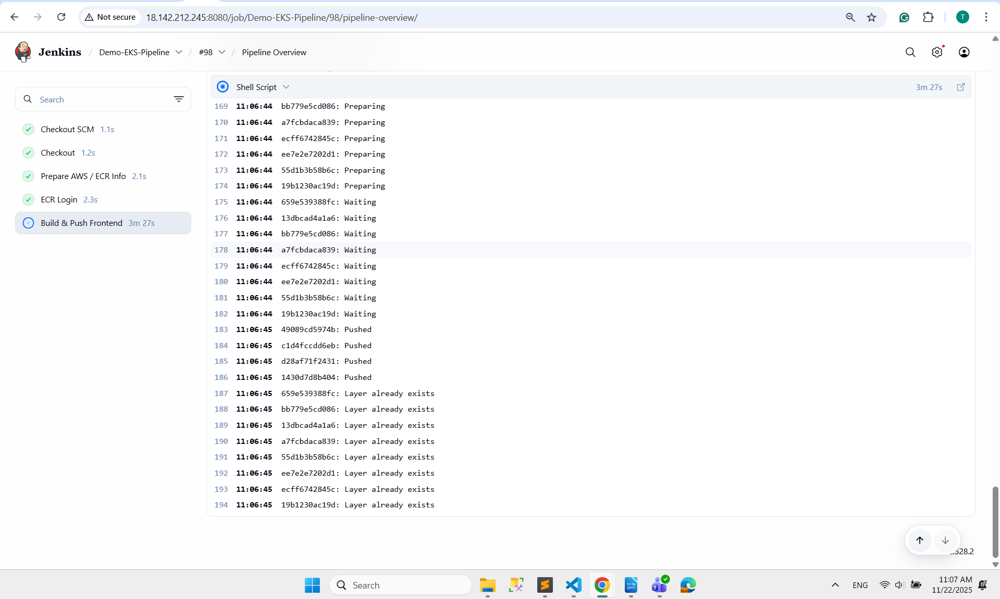 Not secure 18.142.212.245:8080/job/Demo-EKS-Pipeline/98/pipeline-overview/
T
Jenkins / Demo-EKS-Pipeline / #98 / Pipeline Overview
Search
Checkout SCM 1.1s
Checkout 1.2s
Prepare AWS / ECR Info 2.1s
ECR Login 2.3s
Build & Push Frontend 3m 27s
Shell Script 3m 27s
169 11:06:44 bb779e5cd086: Preparing
170 11:06:44 a7fcbdaca839: Preparing
171 11:06:44 ecff6742845c: Preparing
172 11:06:44 ee7e2e7202d1: Preparing
173 11:06:44 55d1b3b58b6c: Preparing
174 11:06:44 19b1230ac19d: Preparing
175 11:06:44 659e539388fc: Waiting
176 11:06:44 13dbcad4a1a6: Waiting
177 11:06:44 bb779e5cd086: Waiting
178 11:06:44 a7fcbdaca839: Waiting
179 11:06:44 ecff6742845c: Waiting
180 11:06:44 ee7e2e7202d1: Waiting
181 11:06:44 55d1b3b58b6c: Waiting
182 11:06:44 19b1230ac19d: Waiting
183 11:06:45 49089cd5974b: Pushed
184 11:06:45 c1d4fccdd6eb: Pushed
185 11:06:45 d28af71f2431: Pushed
186 11:06:45 1430d7d8b404: Pushed
187 11:06:45 659e539388fc: Layer already exists
188 11:06:45 bb779e5cd086: Layer already exists
189 11:06:45 13dbcad4a1a6: Layer already exists
190 11:06:45 a7fcbdaca839: Layer already exists
191 11:06:45 55d1b3b58b6c: Layer already exists
192 11:06:45 ee7e2e7202d1: Layer already exists
193 11:06:45 ecff6742845c: Layer already exists
194 11:06:45 19b1230ac19d: Layer already exists
.528.2
Search
ENG
11:07 AM
11/22/2025